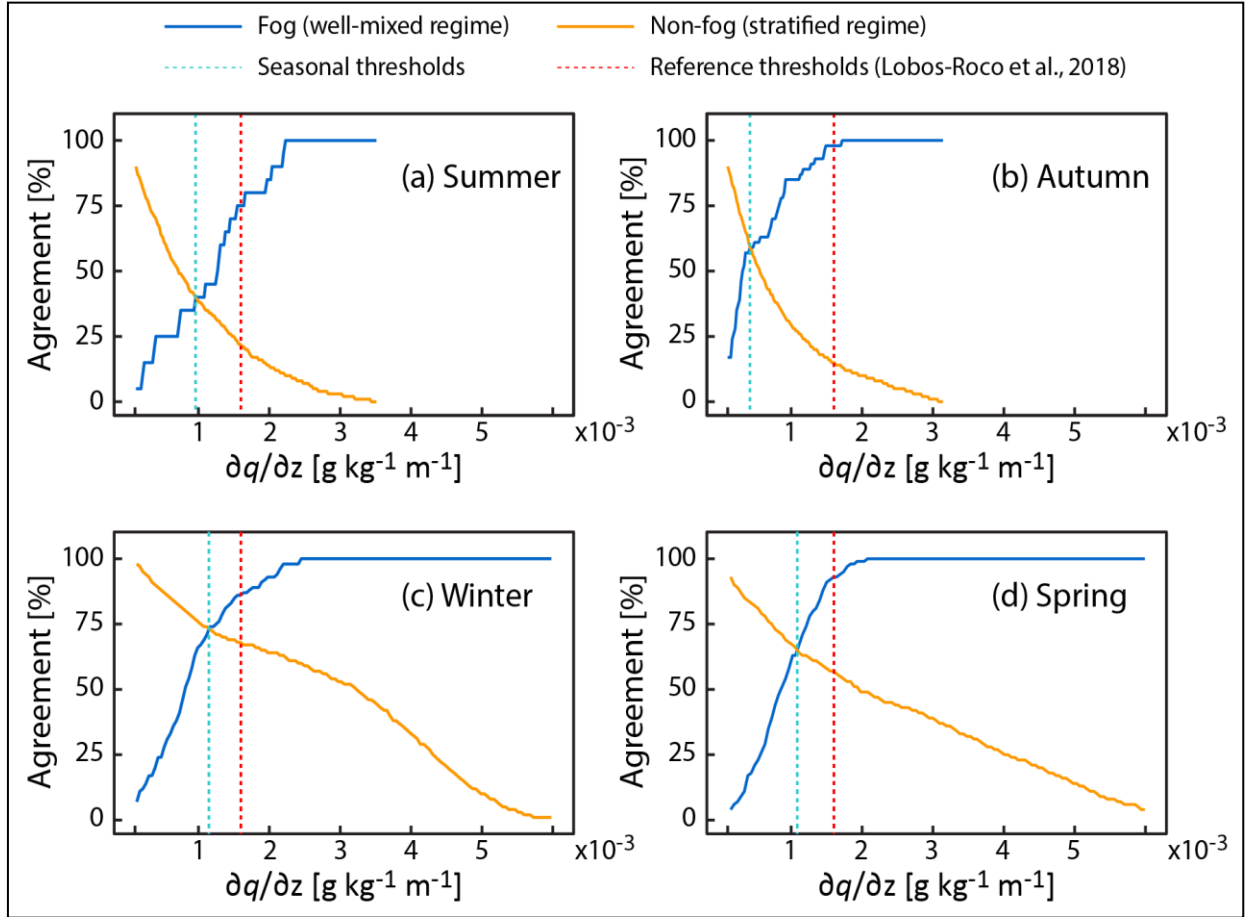 Fog (well-mixed regime) Non-fog (stratified regime)
Seasonal thresholds Reference thresholds (Lobos-Roco et al., 2018)
Agreement [%]
100
75
50
25
0
(a) Summer
1 2 3 4 5 x10⁻³
∂q/∂z [g kg⁻¹ m⁻¹]
Agreement [%]
100
75
50
25
0
(b) Autumn
1 2 3 4 5 x10⁻³
∂q/∂z [g kg⁻¹ m⁻¹]
Agreement [%]
100
75
50
25
0
(c) Winter
1 2 3 4 5 x10⁻³
∂q/∂z [g kg⁻¹ m⁻¹]
Agreement [%]
100
75
50
25
0
(d) Spring
1 2 3 4 5 x10⁻³
∂q/∂z [g kg⁻¹ m⁻¹]